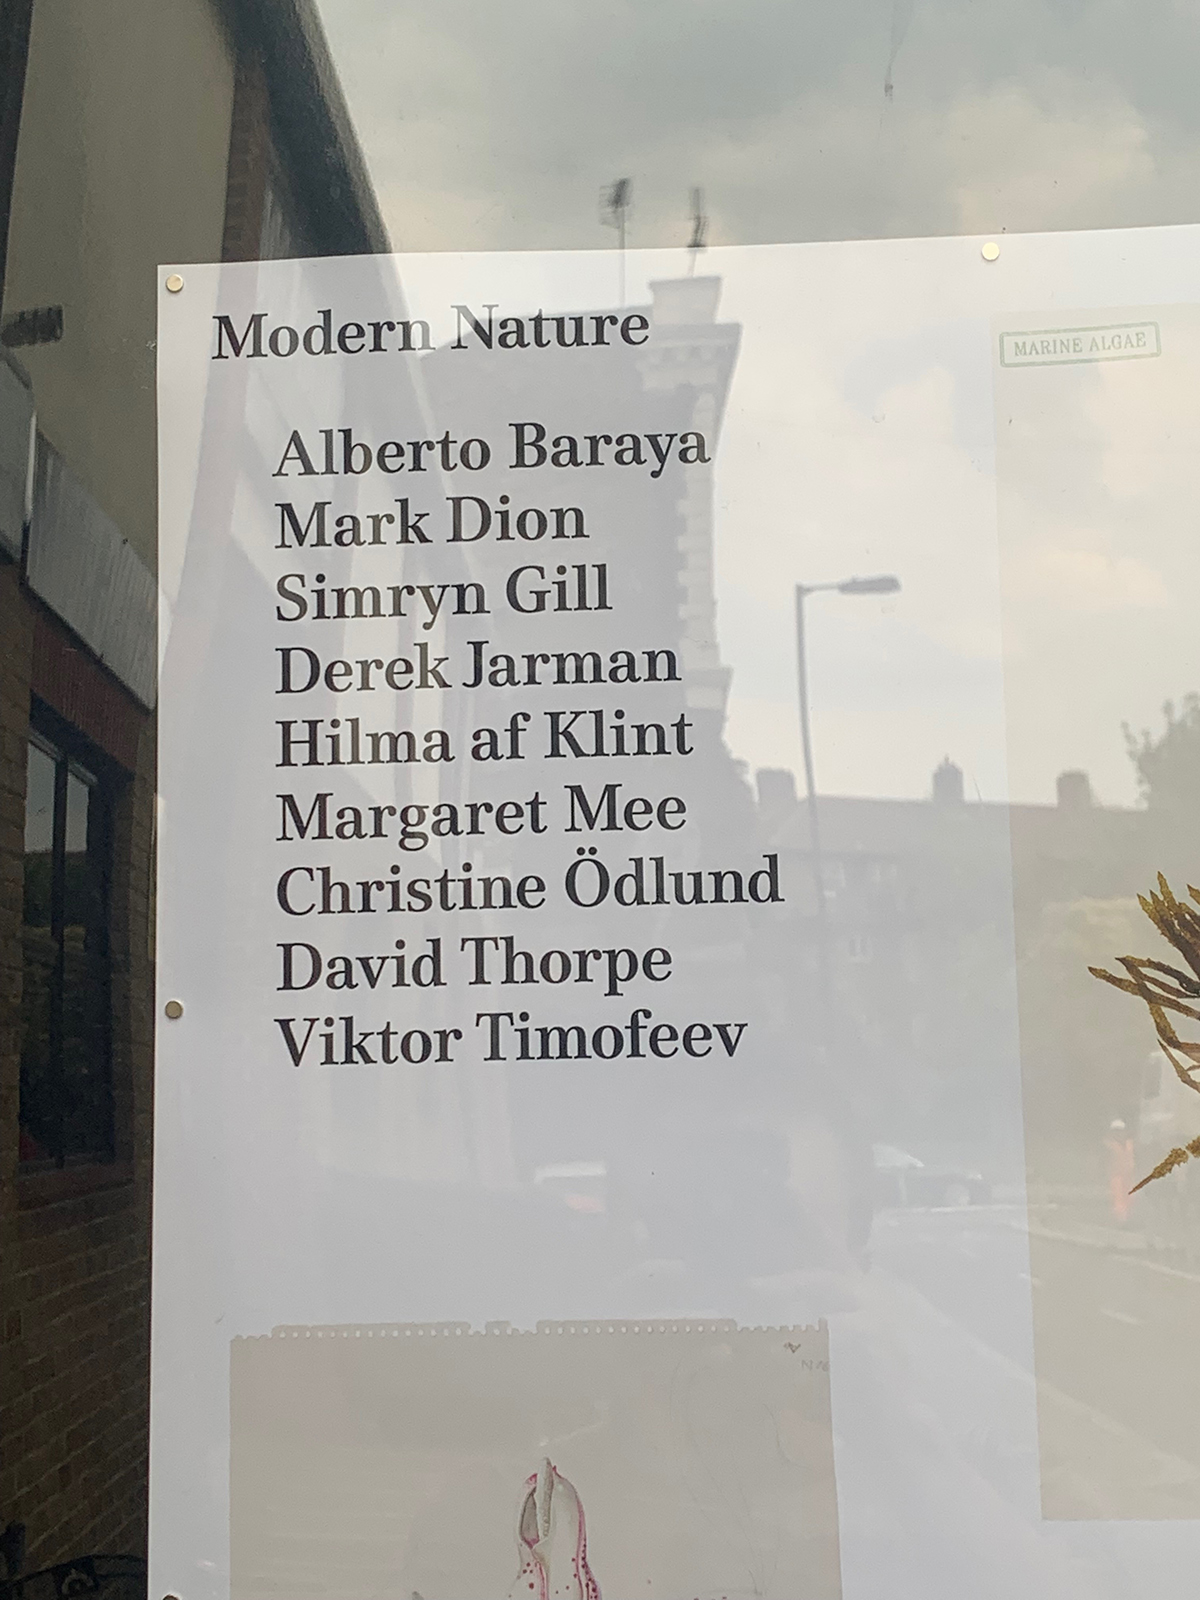 Modern Nature
MARINE ALGAE
Alberto Baraya
Mark Dion
Simryn Gill
Derek Jarman
Hilma af Klint
Margaret Mee
Christine Ödlund
David Thorpe
Viktor Timofeev